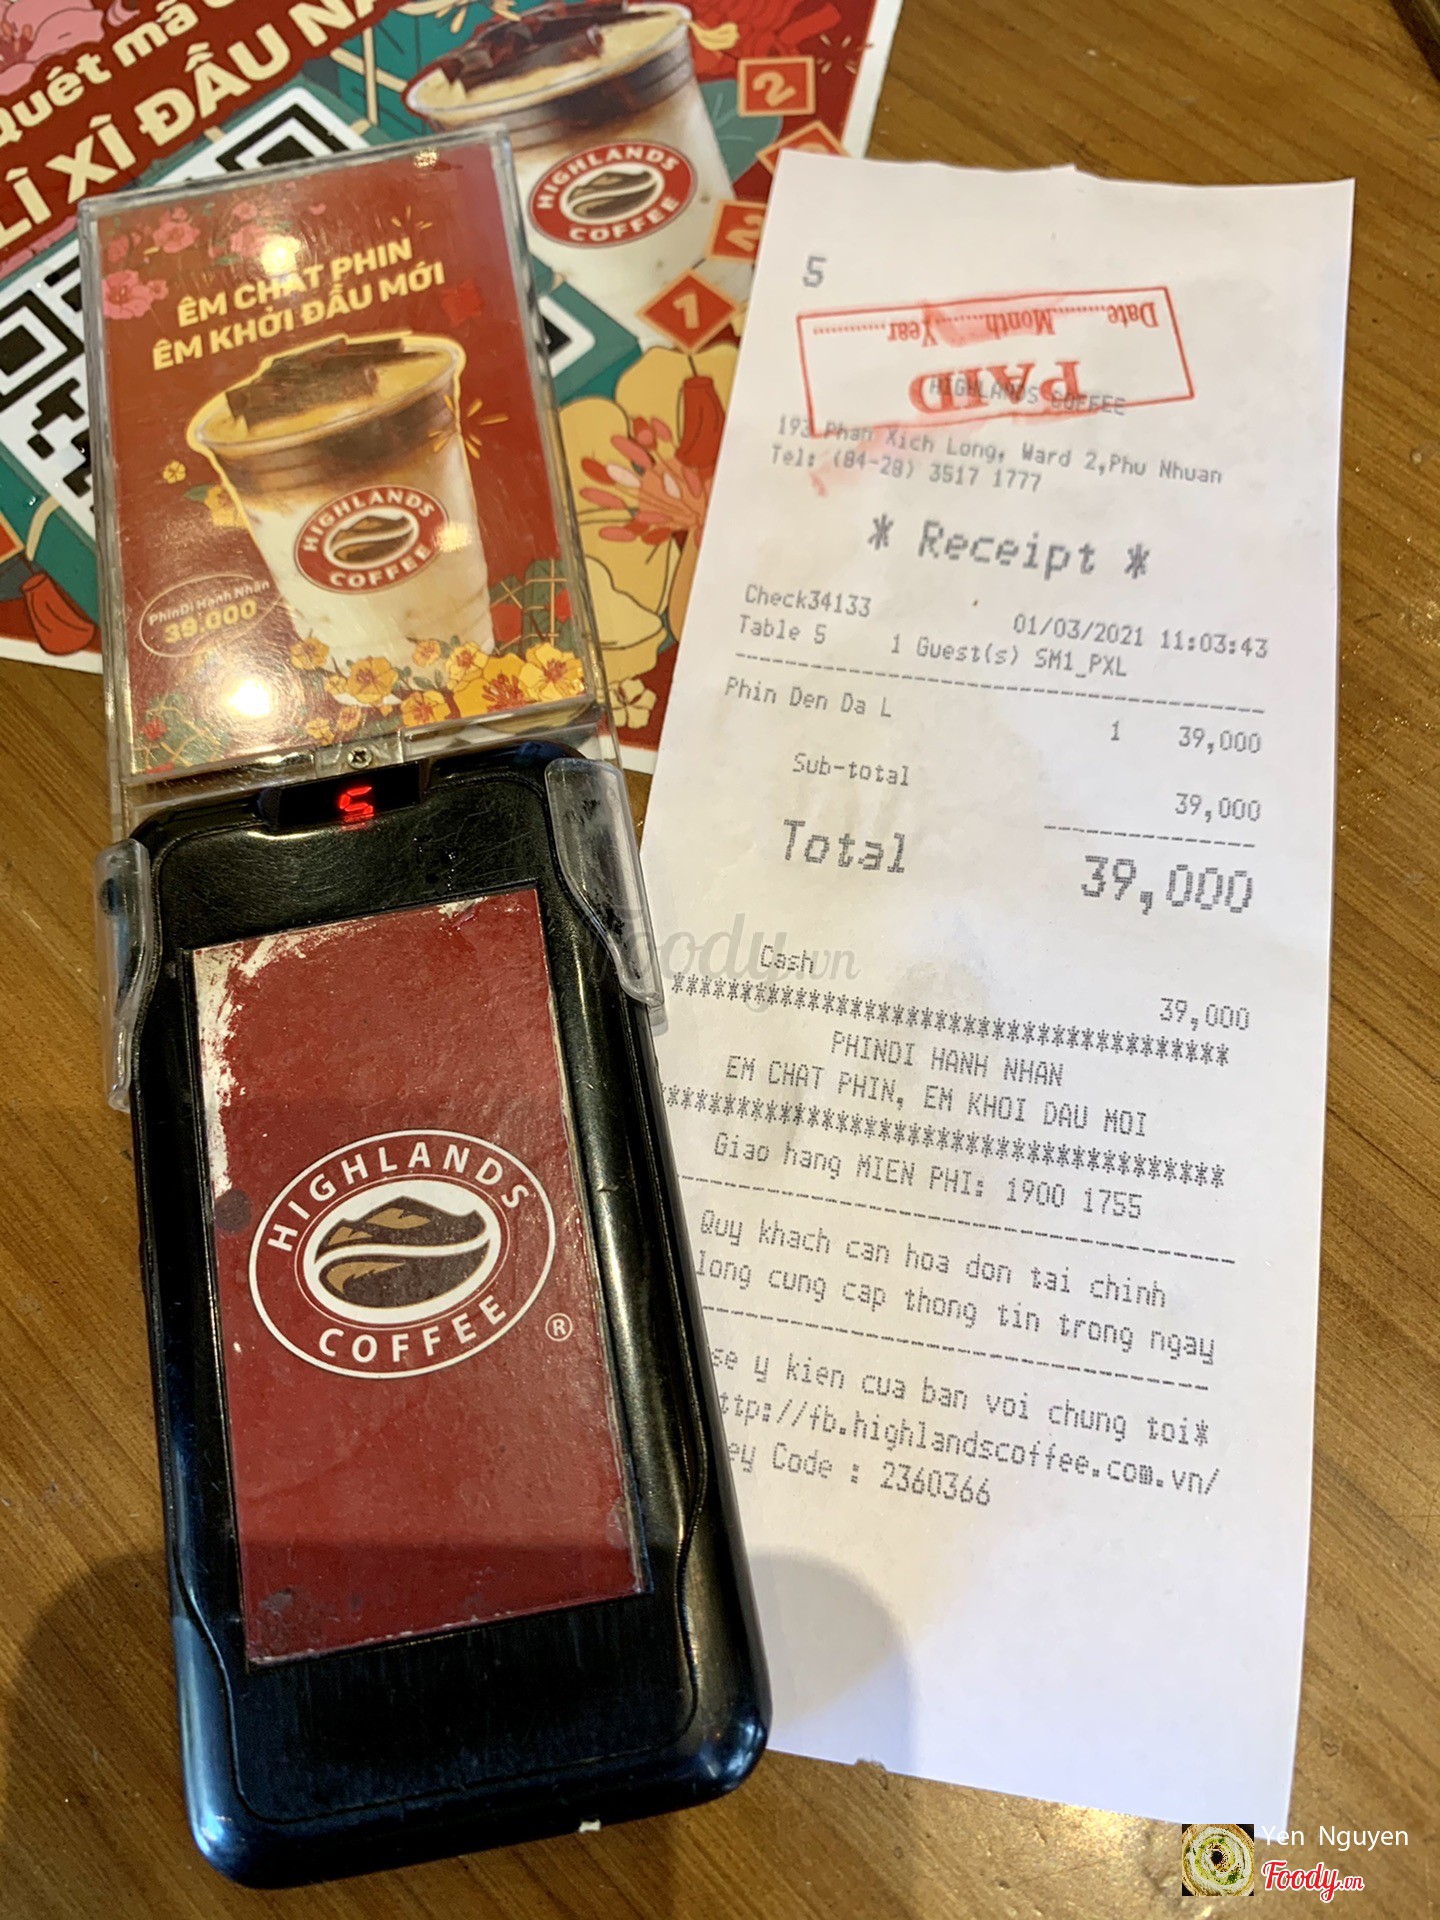 Quét mã
LÌ XÌ ĐẦU
HIGHLANDS
COFFEE
2
2
1
ÊM CHẤT PHIN
ÊM KHỞI ĐẦU MỚI
HIGHLANDS
COFFEE
PhinDi Hạnh Nhân
39.000
5
HIGHLANDS
COFFEE
®
5
Date........Month........Year............
PAID
HIGHLANDS COFFEE
193 Phan Xich Long, Ward 2,Phu Nhuan
Tel: (84-28) 3517 1777
* Receipt *
Check34133 01/03/2021 11:03:43
Table 5 1 Guest(s) SM1_PXL
Phin Den Da L 1 39,000
Sub-total 39,000
Total 39,000
Cash 39,000
PHINDI HANH NHAN
EM CHAT PHIN, EM KHOI DAU MOI
Giao hang MIEN PHI: 1900 1755
Quy khach can hoa don tai chinh
long cung cap thong tin trong ngay
se y kien cua ban voi chung toi*
ttp://fb.highlandscoffee.com.vn/
ey Code : 2360366
Foody.vn
Yen Nguyen
Foody.vn